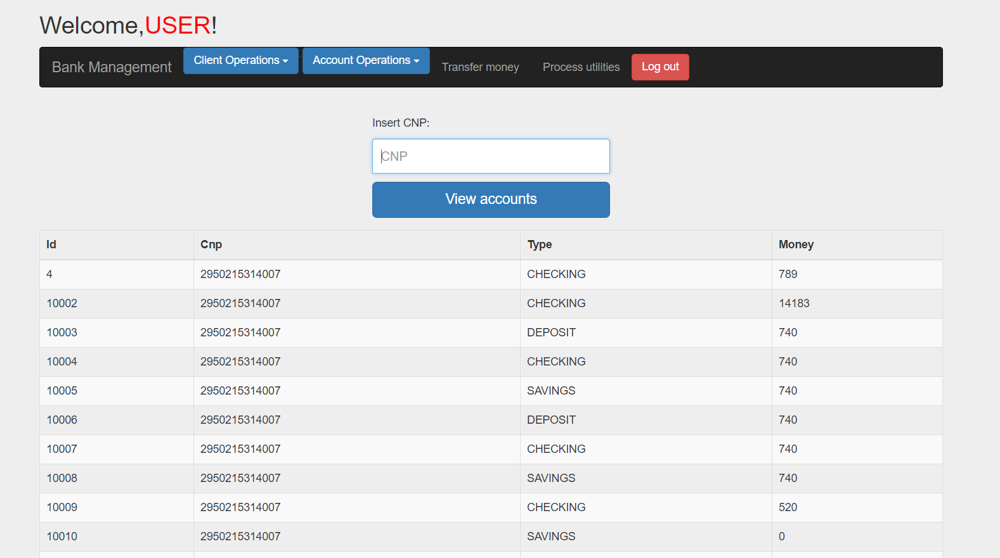 Welcome,USER!
Bank Management Client Operations Account Operations Transfer money Process utilities Log out
Insert CNP:
CNP
View accounts
Id Cnp Type Money
4 2950215314007 CHECKING 789
10002 2950215314007 CHECKING 14183
10003 2950215314007 DEPOSIT 740
10004 2950215314007 CHECKING 740
10005 2950215314007 SAVINGS 740
10006 2950215314007 DEPOSIT 740
10007 2950215314007 CHECKING 740
10008 2950215314007 SAVINGS 740
10009 2950215314007 CHECKING 520
10010 2950215314007 SAVINGS 0